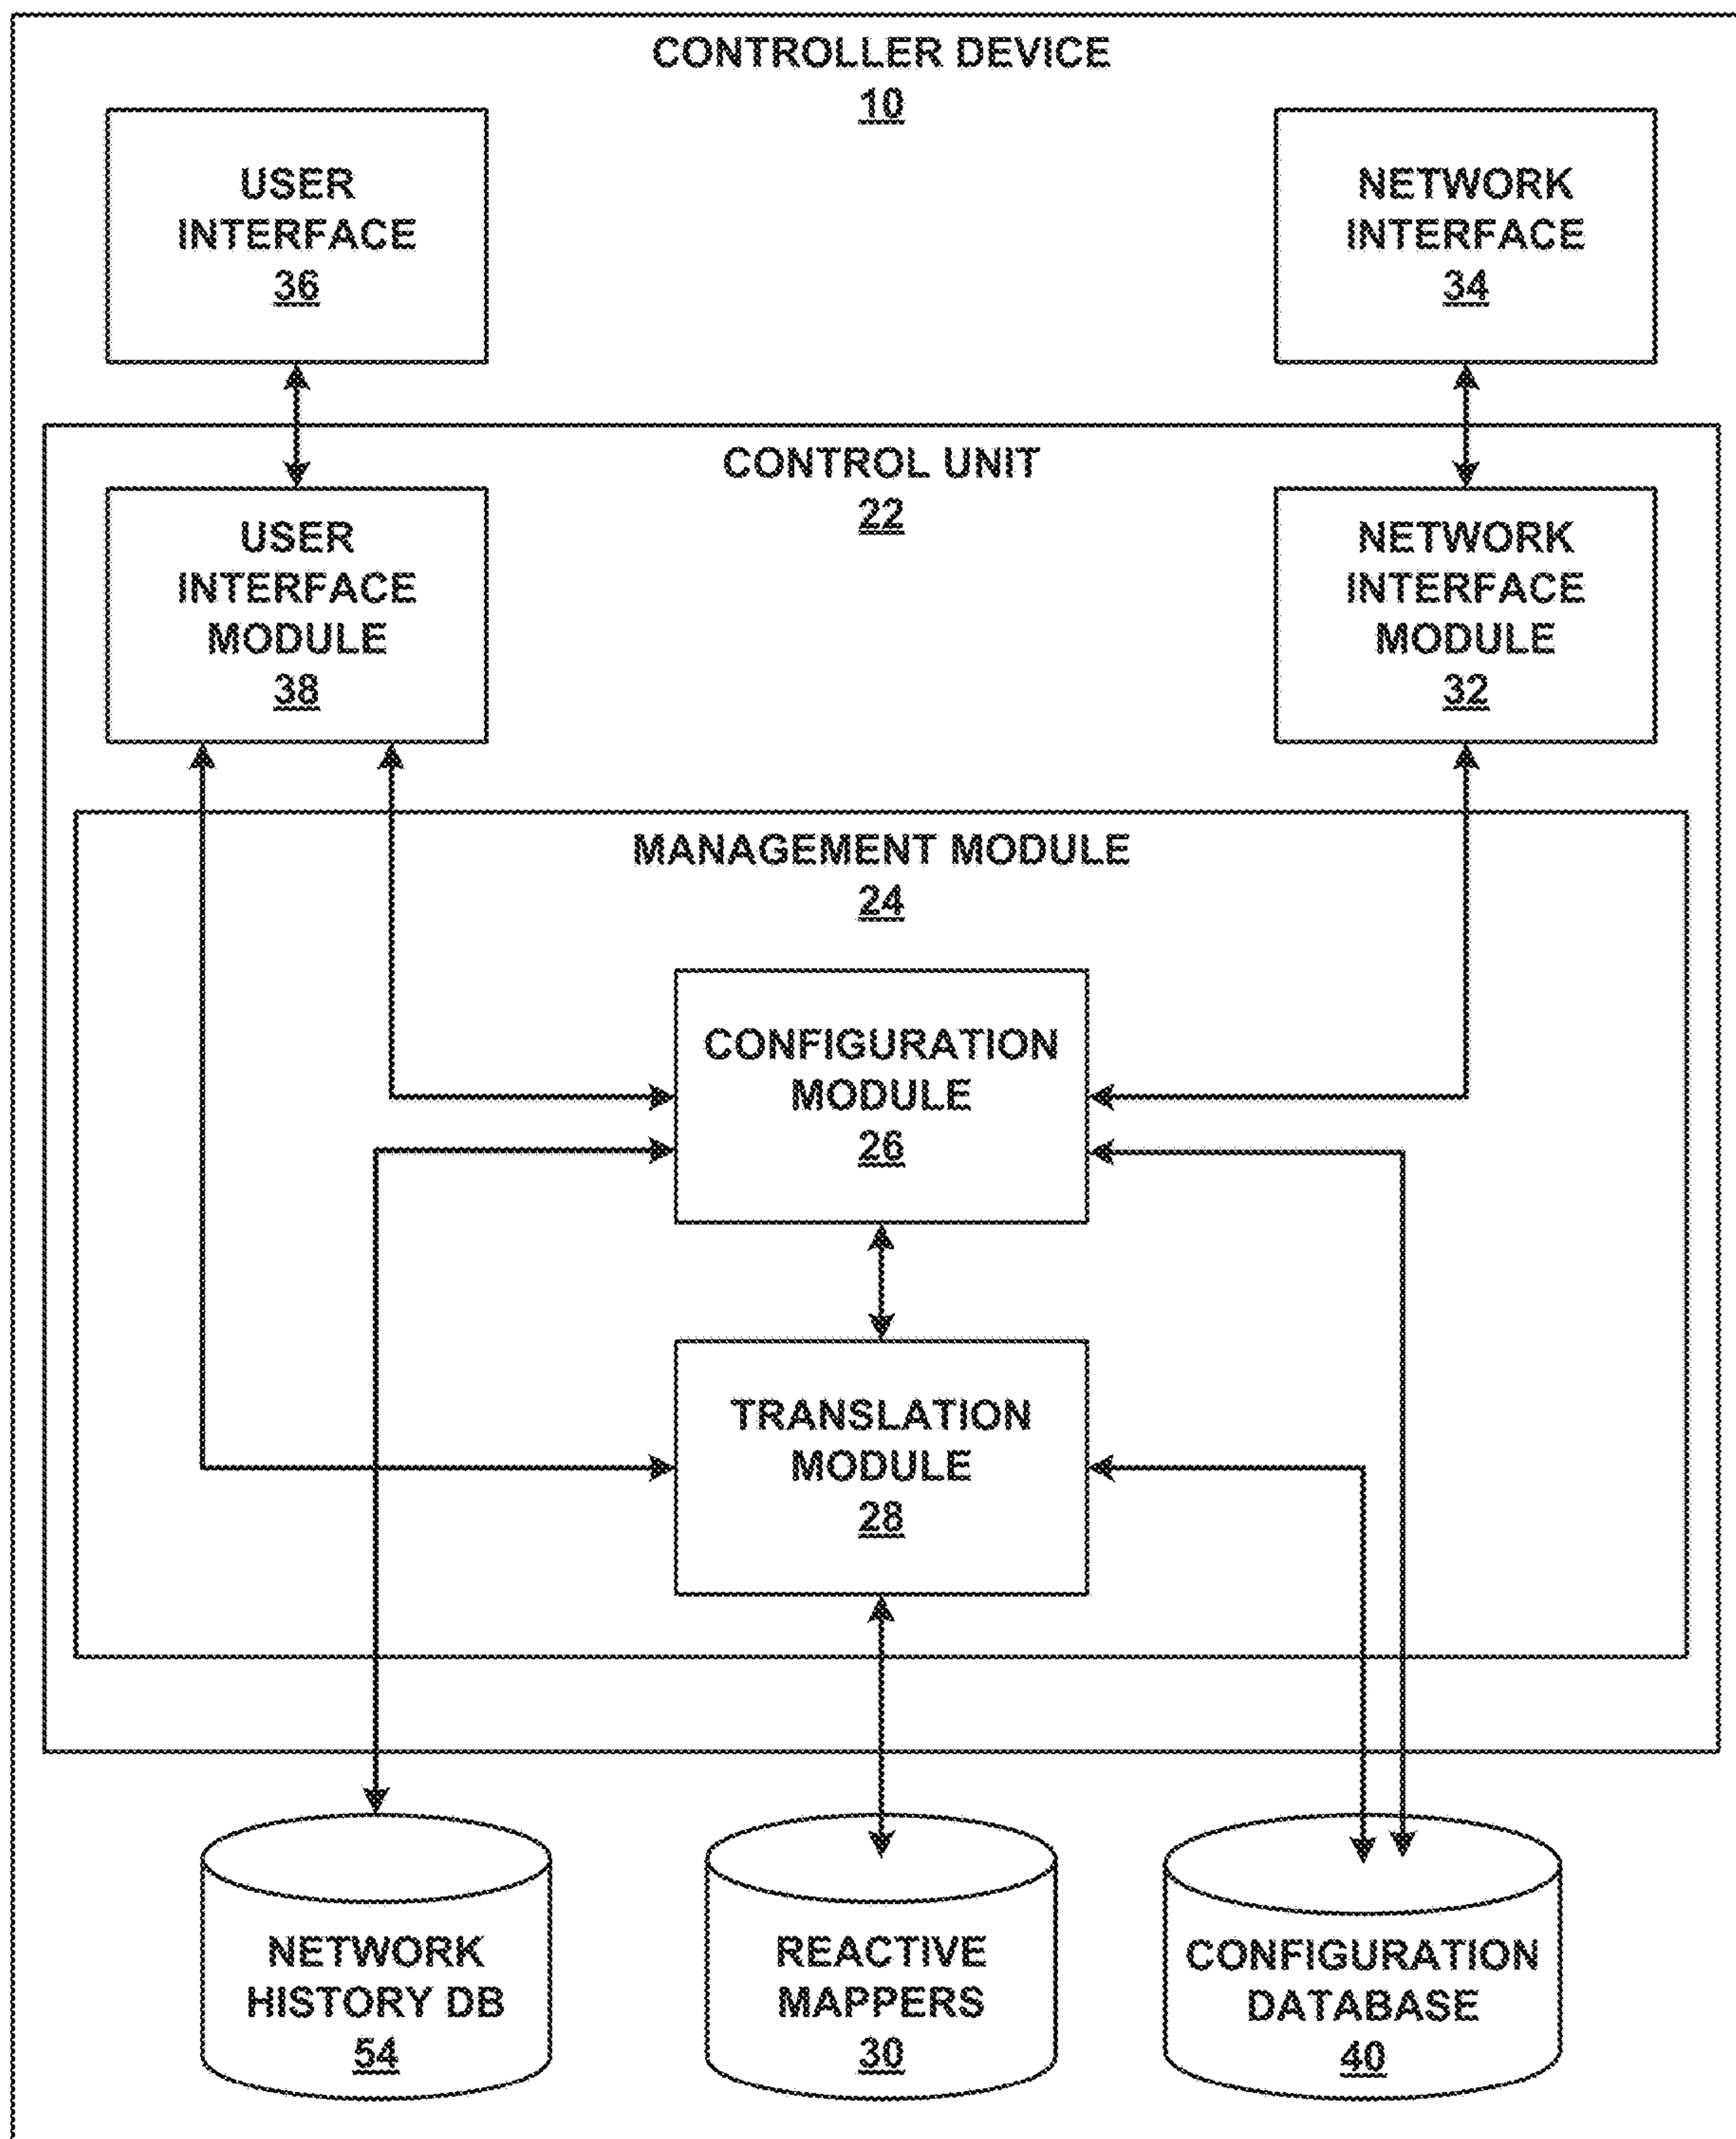 CONTROLLER DEVICE
10
USER
INTERFACE
36
NETWORK
INTERFACE
34
CONTROL UNIT
22
USER
INTERFACE
MODULE
38
NETWORK
INTERFACE
MODULE
32
MANAGEMENT MODULE
24
CONFIGURATION
MODULE
26
TRANSLATION
MODULE
28
NETWORK
HISTORY DB
54
REACTIVE
MAPPERS
30
CONFIGURATION
DATABASE
40